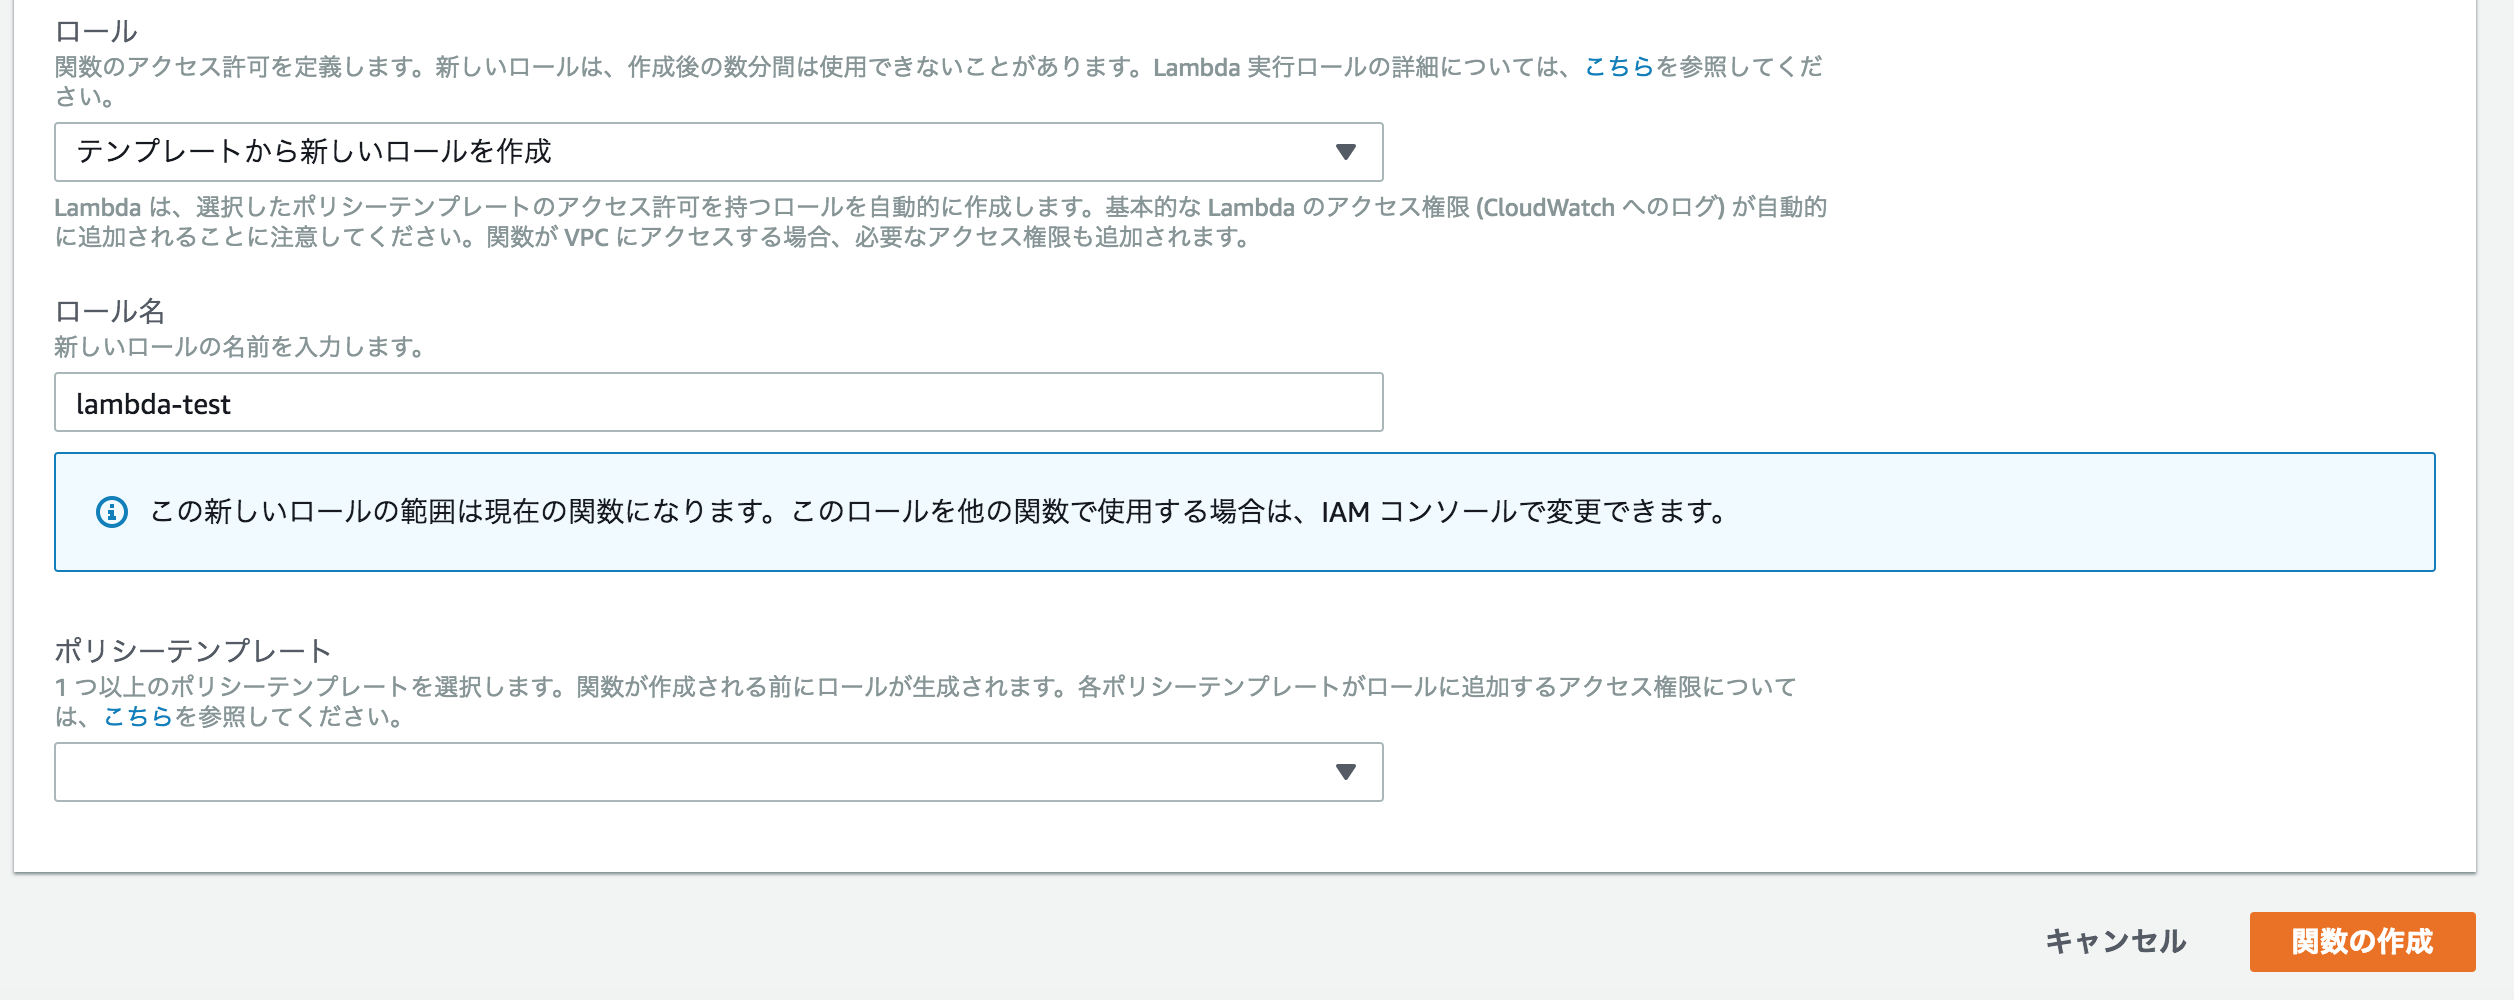 ロール
関数のアクセス許可を定義します。新しいロールは、作成後の数分間は使用できないことがあります。Lambda 実行ロールの詳細については、こちらを参照してくだ
さい。
テンプレートから新しいロールを作成
Lambda は、選択したポリシーテンプレートのアクセス許可を持つロールを自動的に作成します。基本的な Lambda のアクセス権限 (CloudWatch へのログ) が自動的
に追加されることに注意してください。関数が VPC にアクセスする場合、必要なアクセス権限も追加されます。
ロール名
新しいロールの名前を入力します。
lambda-test
この新しいロールの範囲は現在の関数になります。このロールを他の関数で使用する場合は、IAM コンソールで変更できます。
ポリシーテンプレート
1 つ以上のポリシーテンプレートを選択します。関数が作成される前にロールが生成されます。各ポリシーテンプレートがロールに追加するアクセス権限について
は、こちらを参照してください。
キャンセル
関数の作成